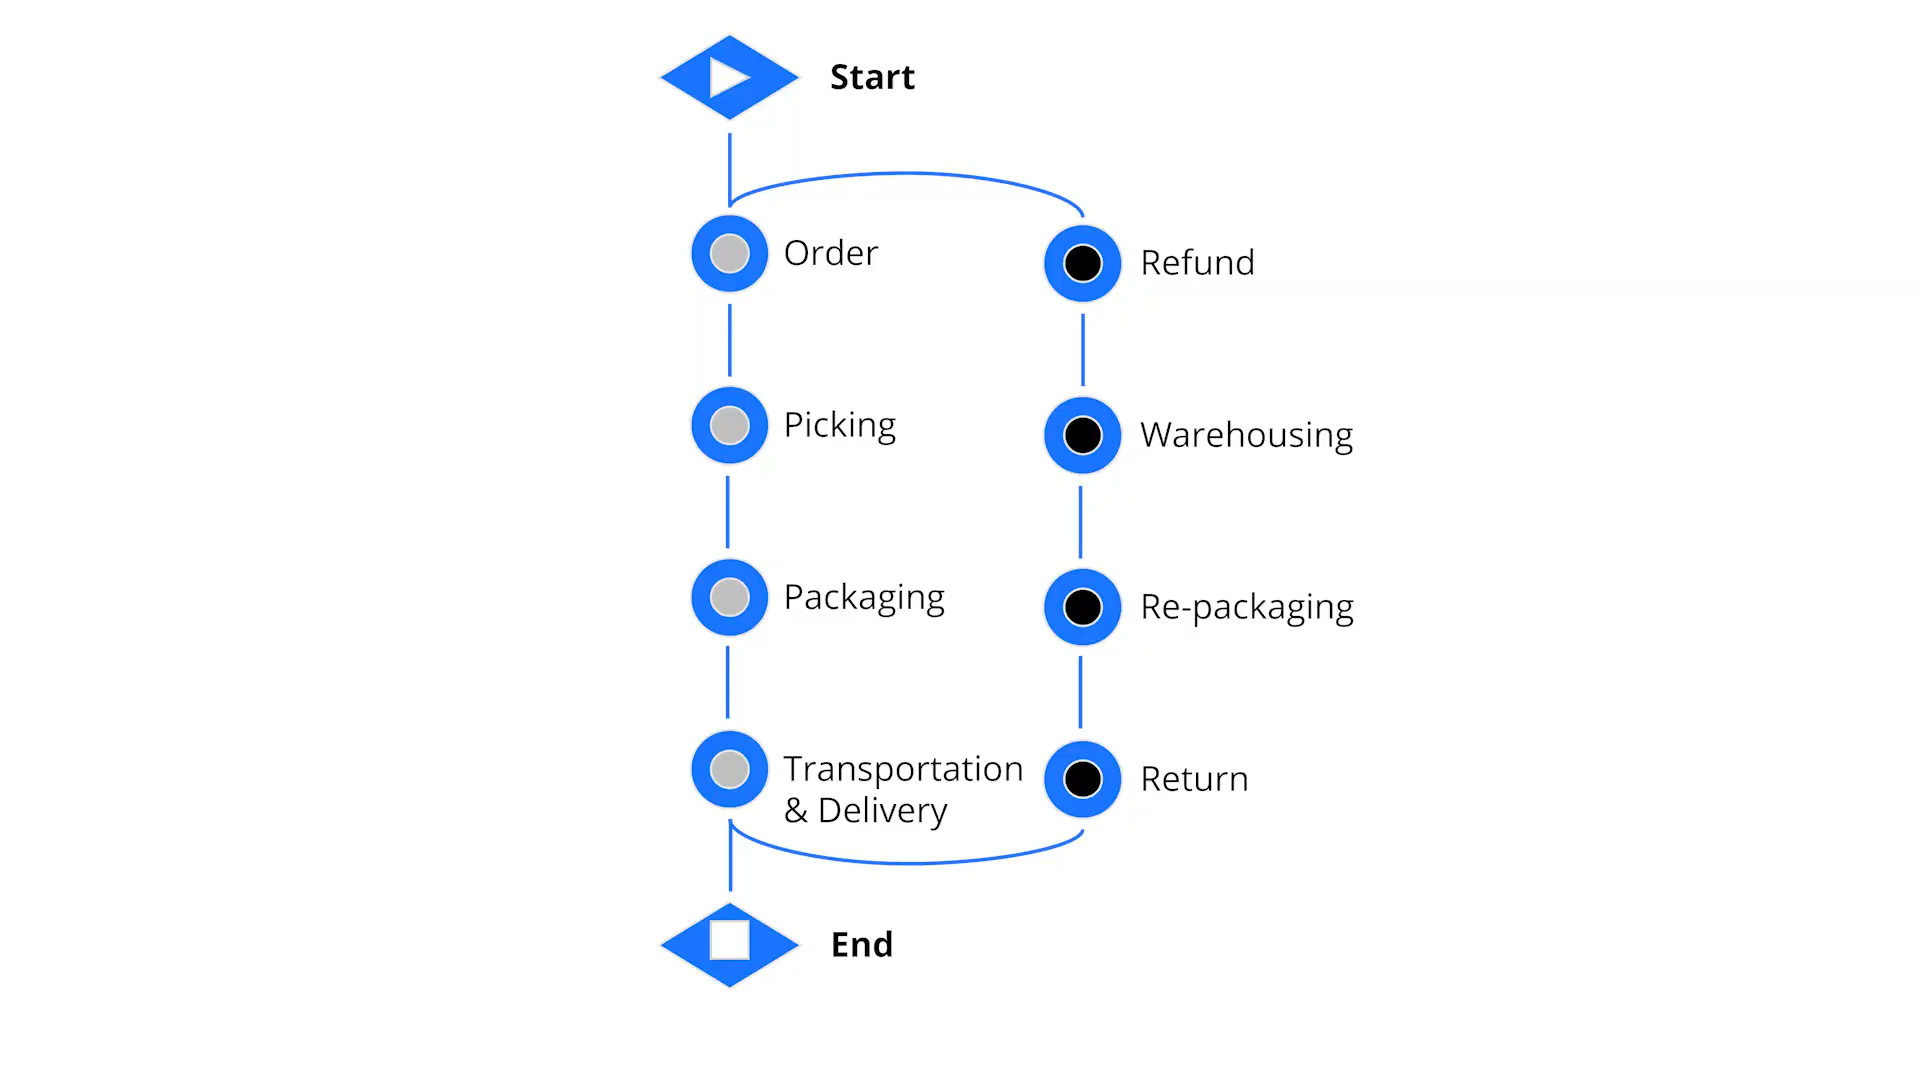 Start
Order
Picking
Packaging
Transportation
& Delivery
Refund
Warehousing
Re-packaging
Return
End